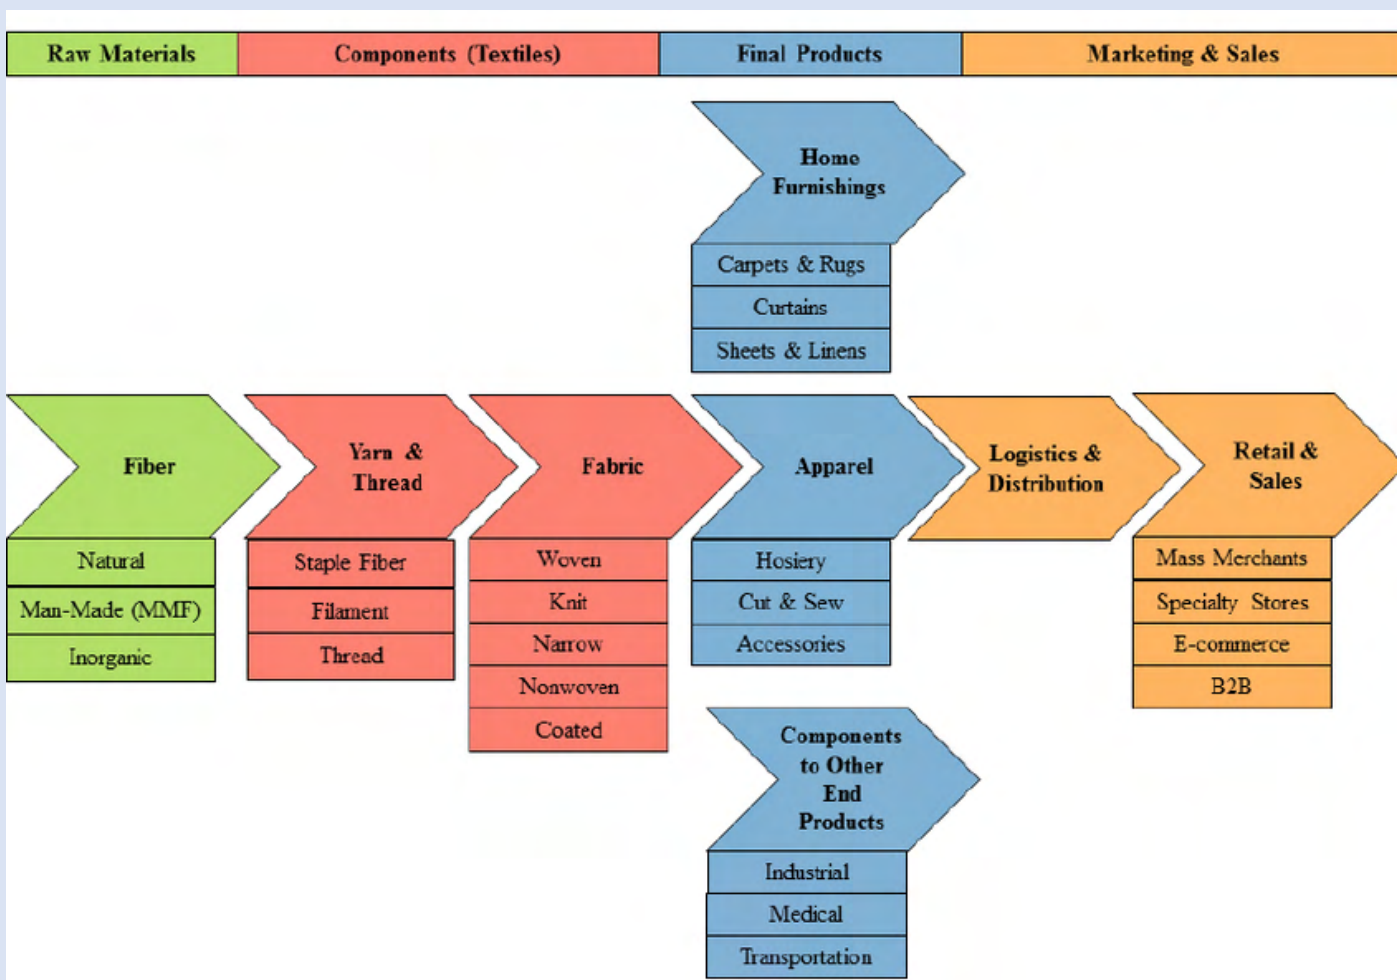 Raw Materials
Components (Textiles)
Final Products
Marketing & Sales
Home
Furnishings
Carpets & Rugs
Curtains
Sheets & Linens
Fiber
Natural
Man-Made (MMF)
Inorganic
Yarn &
Thread
Staple Fiber
Filament
Thread
Fabric
Woven
Knit
Narrow
Nonwoven
Coated
Apparel
Hosiery
Cut & Sew
Accessories
Logistics &
Distribution
Retail &
Sales
Mass Merchants
Specialty Stores
E-commerce
B2B
Components
to Other
End
Products
Industrial
Medical
Transportation